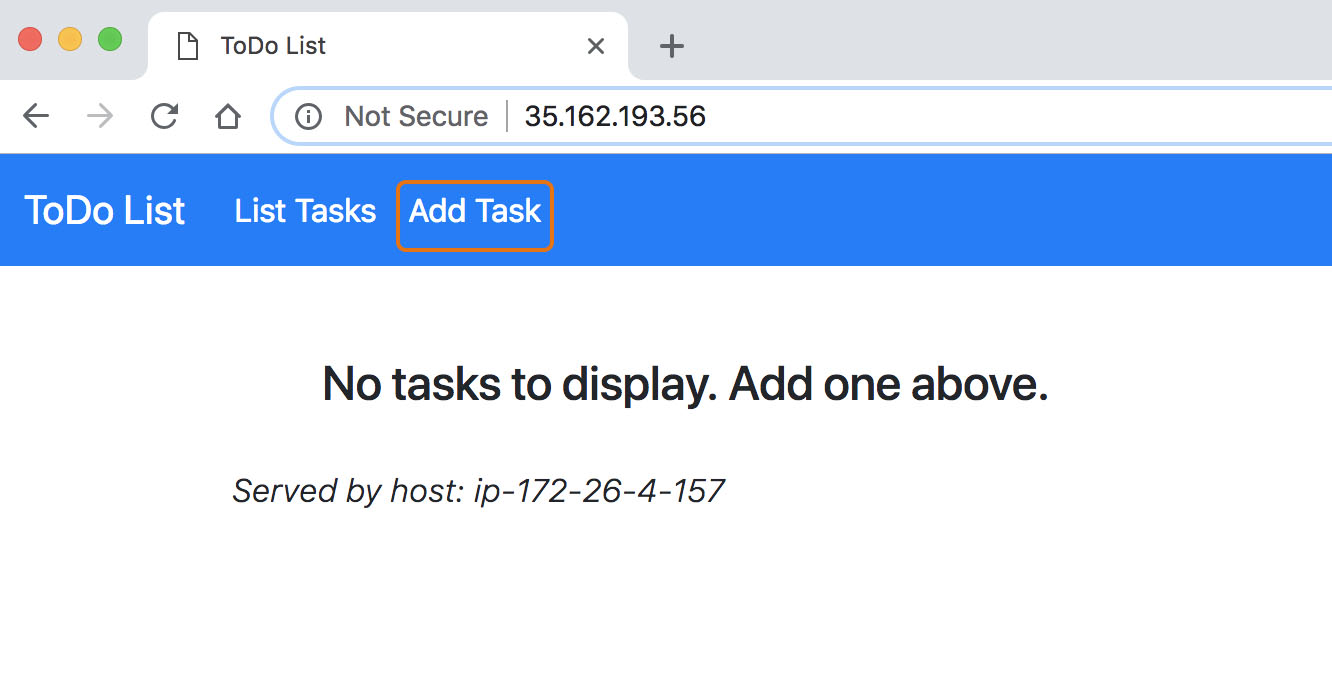 ToDo List
Not Secure 35.162.193.56
ToDo List List Tasks Add Task
No tasks to display. Add one above.
Served by host: ip-172-26-4-157